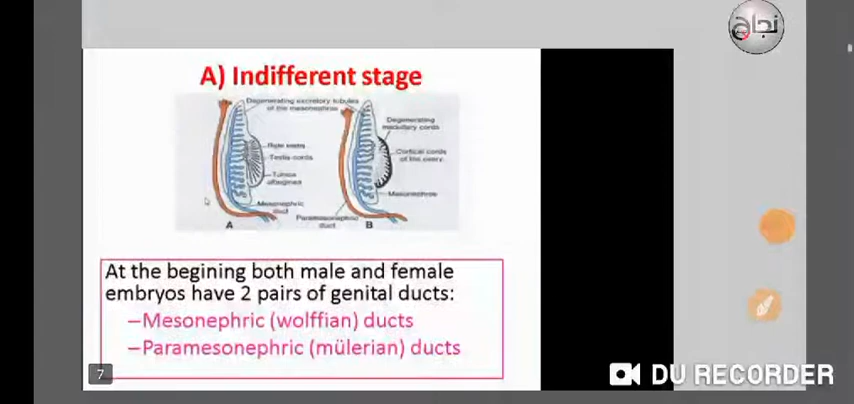 نجاح
A) Indifferent stage
Degenerating excretory tubules
of the mesonephros
Degenerating
medullary cords
Rete testis
Testis cords
Cortical cords
of the ovary
Tunica
albuginea
Mesonephros
Mesonephric
duct
Paramesonephric
duct
A
B
At the begining both male and female
embryos have 2 pairs of genital ducts:
–Mesonephric (wolffian) ducts
–Paramesonephric (mülerian) ducts
7
DU RECORDER